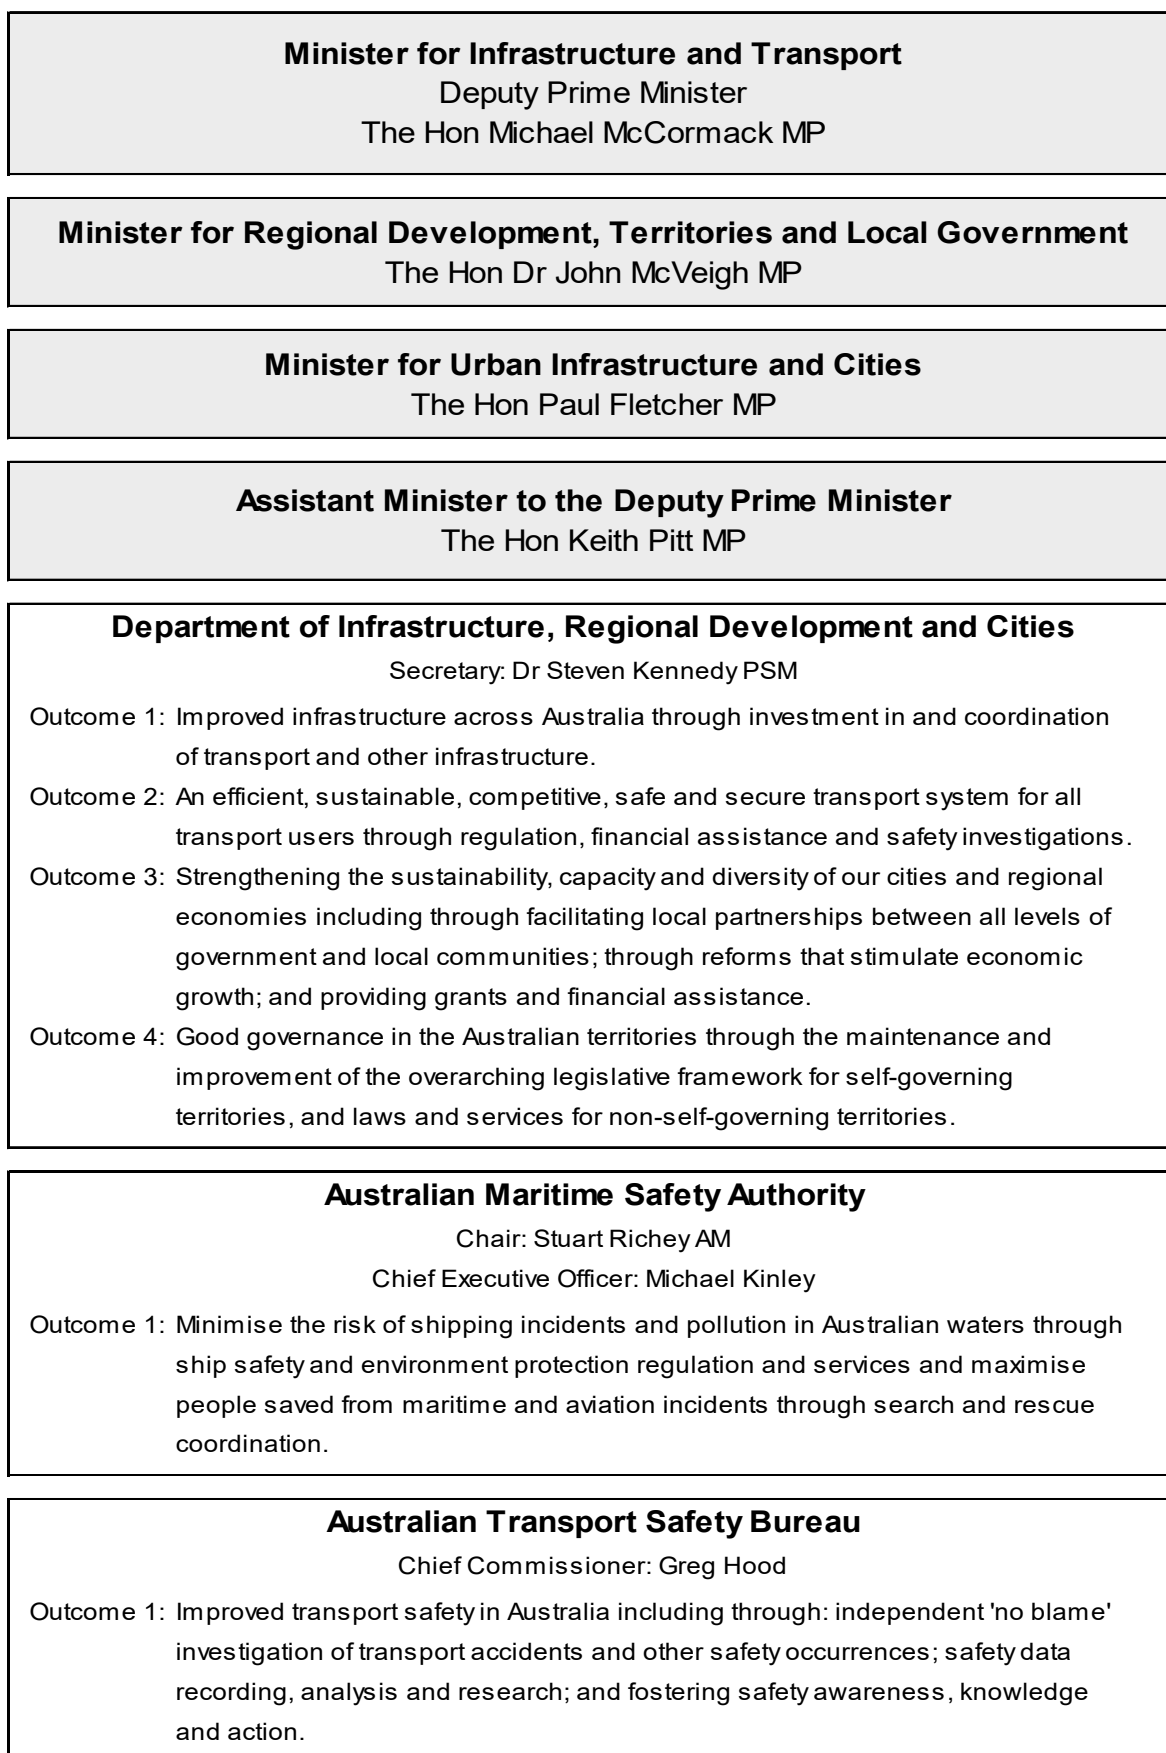 Minister for Infrastructure and Transport
Deputy Prime Minister
The Hon Michael McCormack MP
Minister for Regional Development, Territories and Local Government
The Hon Dr John McVeigh MP
Minister for Urban Infrastructure and Cities
The Hon Paul Fletcher MP
Assistant Minister to the Deputy Prime Minister
The Hon Keith Pitt MP
Department of Infrastructure, Regional Development and Cities
Secretary: Dr Steven Kennedy PSM
Outcome 1: Improved infrastructure across Australia through investment in and coordination
of transport and other infrastructure.
Outcome 2: An efficient, sustainable, competitive, safe and secure transport system for all
transport users through regulation, financial assistance and safety investigations.
Outcome 3: Strengthening the sustainability, capacity and diversity of our cities and regional
economies including through facilitating local partnerships between all levels of
government and local communities; through reforms that stimulate economic
growth; and providing grants and financial assistance.
Outcome 4: Good governance in the Australian territories through the maintenance and
improvement of the overarching legislative framework for self-governing
territories, and laws and services for non-self-governing territories.
Australian Maritime Safety Authority
Chair: Stuart Richey AM
Chief Executive Officer: Michael Kinley
Outcome 1: Minimise the risk of shipping incidents and pollution in Australian waters through
ship safety and environment protection regulation and services and maximise
people saved from maritime and aviation incidents through search and rescue
coordination.
Australian Transport Safety Bureau
Chief Commissioner: Greg Hood
Outcome 1: Improved transport safety in Australia including through: independent 'no blame'
investigation of transport accidents and other safety occurrences; safety data
recording, analysis and research; and fostering safety awareness, knowledge
and action.